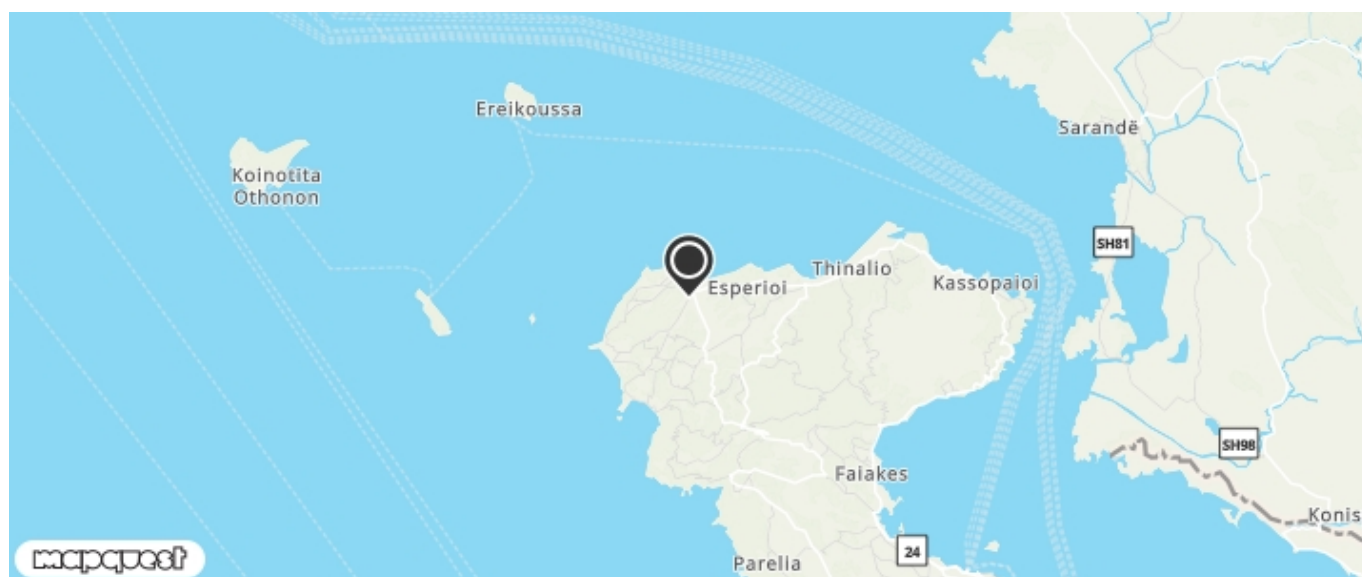 Ereikoussa
Sarandë
Koinotita
Othonon
SH81
Thinalio
Kassopaioi
Esperioi
SH98
Faiakes
Konis
24
Parelia
mapquest